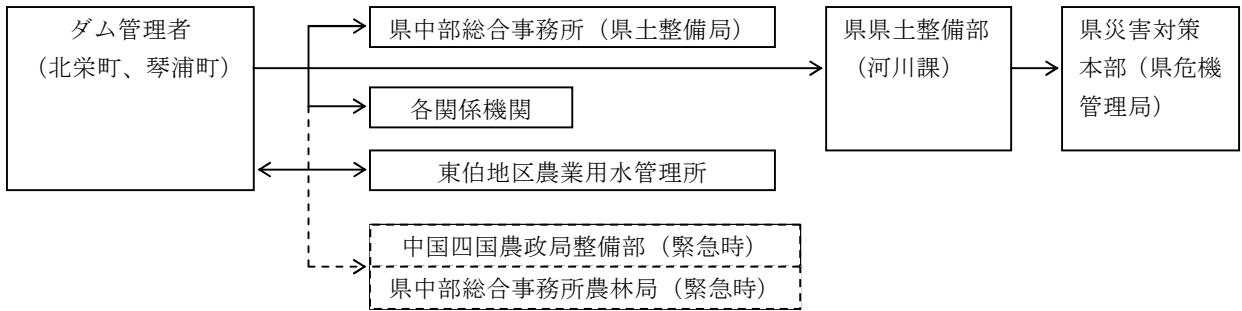 ダム管理者
(北栄町、琴浦町)
県中部総合事務所（県土整備局）
各関係機関
東伯地区農業用水管理所
中国四国農政局整備部（緊急時）
県中部総合事務所農林局（緊急時）
県県土整備部
(河川課)
県災害対策
本部（県危機
管理局）